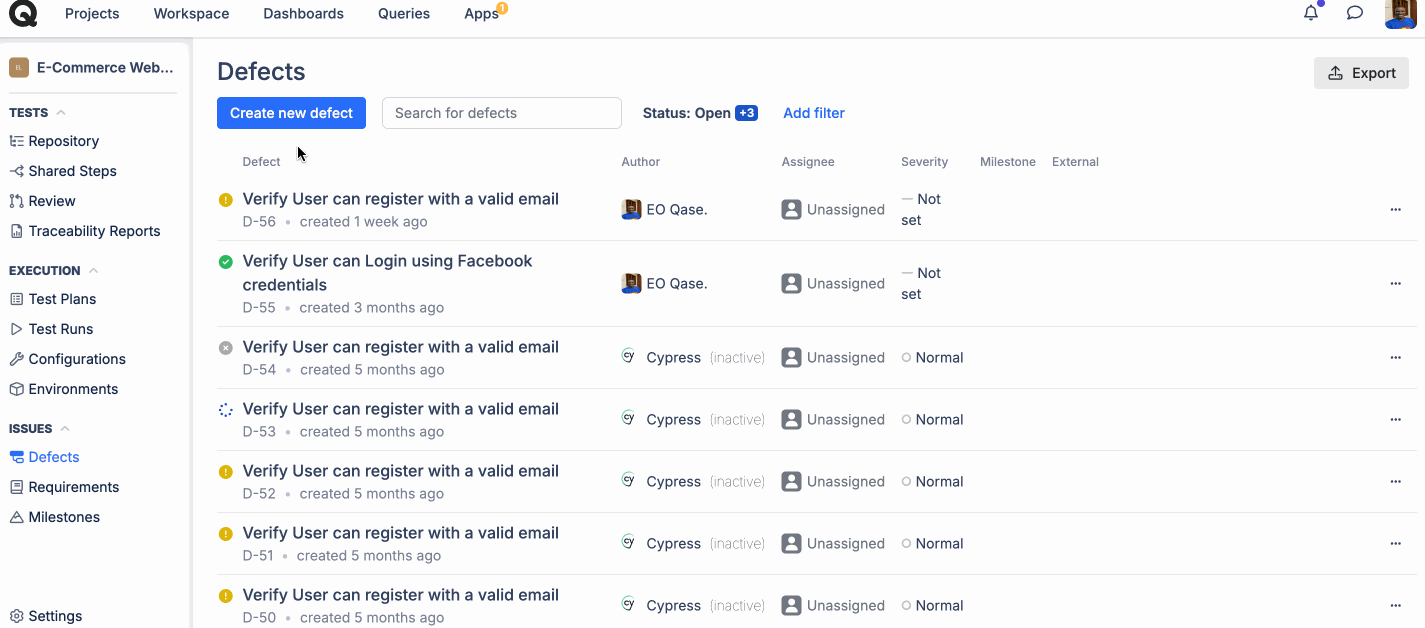 Projects Workspace Dashboards Queries Apps 1
E-Commerce Web...
TESTS
Repository
Shared Steps
Review
Traceability Reports
EXECUTION
Test Plans
Test Runs
Configurations
Environments
ISSUES
Defects
Requirements
Milestones
Settings
Defects
Export
Create new defect Search for defects Status: Open +3 Add filter
Defect Author Assignee Severity Milestone External
Verify User can register with a valid email
D-56 • created 1 week ago
EO Qase. Unassigned — Not
set
Verify User can Login using Facebook
credentials
D-55 • created 3 months ago
EO Qase. Unassigned — Not
set
Verify User can register with a valid email
D-54 • created 5 months ago
cy Cypress (inactive) Unassigned Normal
Verify User can register with a valid email
D-53 • created 5 months ago
cy Cypress (inactive) Unassigned Normal
Verify User can register with a valid email
D-52 • created 5 months ago
cy Cypress (inactive) Unassigned Normal
Verify User can register with a valid email
D-51 • created 5 months ago
cy Cypress (inactive) Unassigned Normal
Verify User can register with a valid email
D-50 • created 5 months ago
cy Cypress (inactive) Unassigned Normal